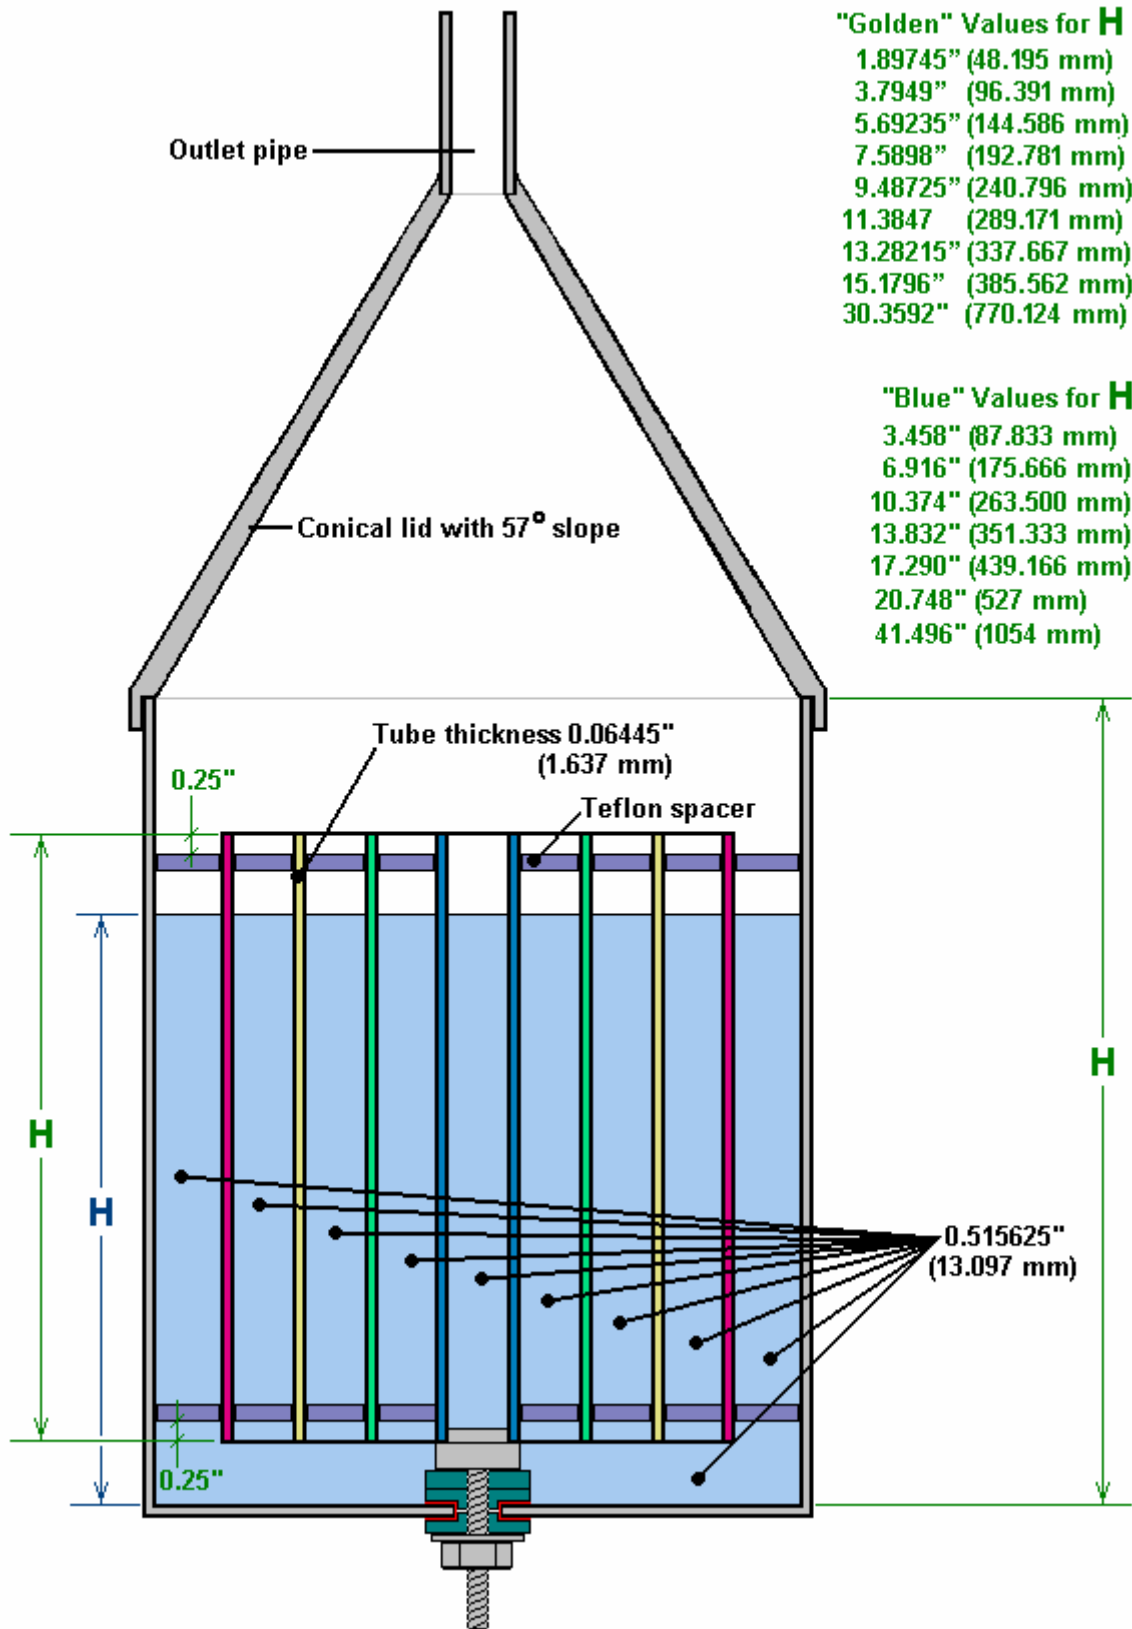 "Golden" Values for H
1.89745” (48.195 mm)
3.7949” (96.391 mm)
5.69235” (144.586 mm)
7.5898” (192.781 mm)
9.48725” (240.796 mm)
11.3847 (289.171 mm)
13.28215” (337.667 mm)
15.1796” (385.562 mm)
30.3592" (770.124 mm)
Outlet pipe
"Blue" Values for H
3.458" (87.833 mm)
6.916" (175.666 mm)
10.374" (263.500 mm)
13.832" (351.333 mm)
17.290" (439.166 mm)
20.748" (527 mm)
41.496" (1054 mm)
Conical lid with 57° slope
Tube thickness 0.06445"
(1.637 mm)
0.25"
Teflon spacer
H
H
H
0.515625"
(13.097 mm)
0.25"